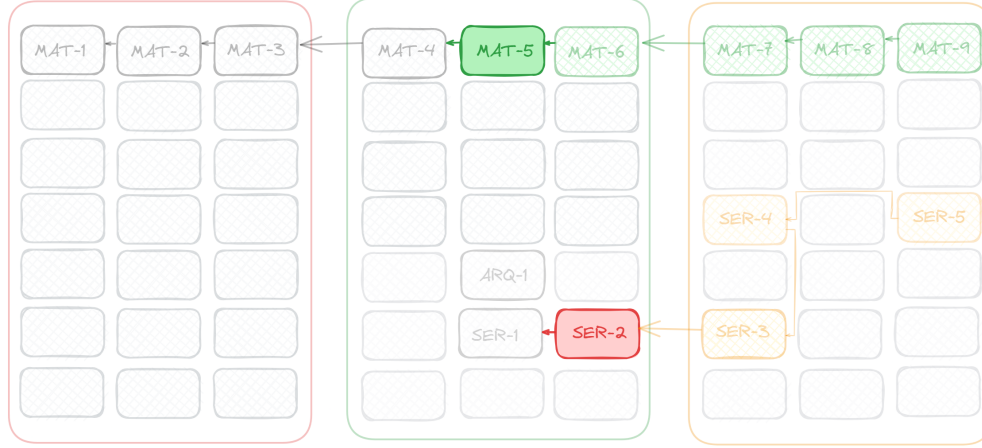 MAT-1 MAT-2 MAT-3 MAT-4 MAT-5 MAT-6 MAT-7 MAT-8 MAT-9
SER-4 SER-5
ARQ-1
SER-1 SER-2 SER-3